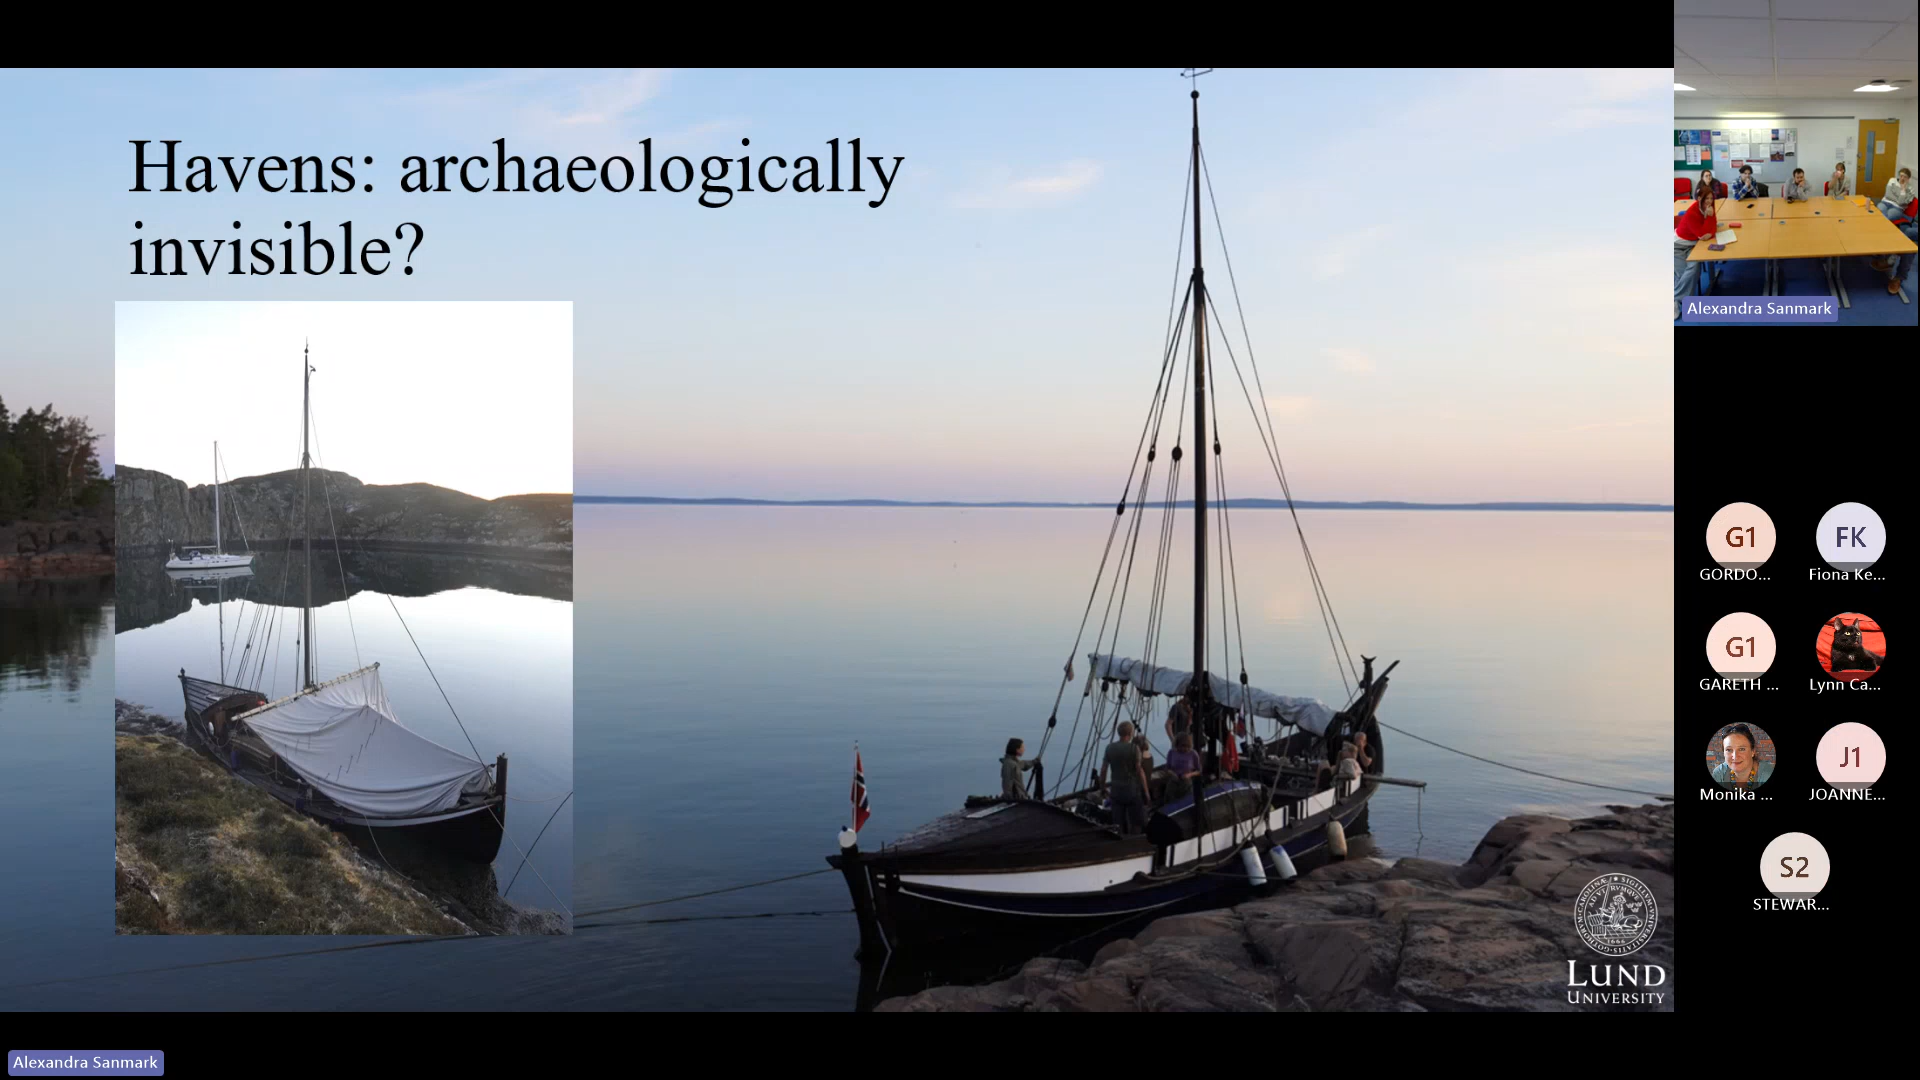 Havens: archaeologically
invisible?
LUND
UNIVERSITY
Alexandra Sanmark
G1
GORDO...
FK
Fiona Ke...
G1
GARETH ...
Lynn Ca...
Monika ...
J1
JOANNE...
S2
STEWAR...
Alexandra Sanmark